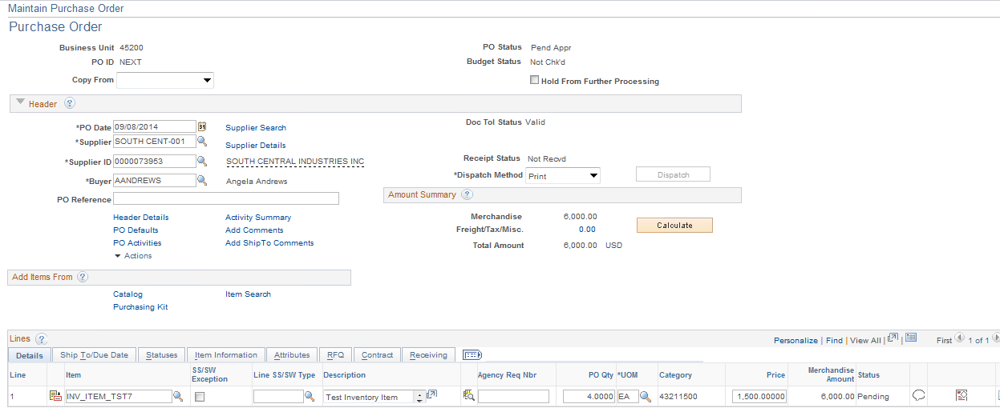 Maintain Purchase Order
Purchase Order
Business Unit 45200
PO Status Pend Appr
PO ID NEXT
Budget Status Not Chk'd
Copy From
Hold From Further Processing
Header ?
*PO Date 09/08/2014 31 Supplier Search
Doc Tol Status Valid
*Supplier SOUTH CENT-001 Supplier Details
*Supplier ID 0000073953 SOUTH CENTRAL INDUSTRIES INC
Receipt Status Not Recvd
*Dispatch Method Print Dispatch
*Buyer AANDREWS Angela Andrews
PO Reference
Amount Summary ?
Header Details Activity Summary
Merchandise 6,000.00
PO Defaults Add Comments
Freight/Tax/Misc. 0.00
Calculate
PO Activities Add ShipTo Comments
Total Amount 6,000.00 USD
Actions
Add Items From ?
Catalog Item Search
Purchasing Kit
Lines ?
Personalize | Find | View All | | First 1 of 1
Details Ship To/Due Date Statuses Item Information Attributes RFQ Contract Receiving
Line Item SS/SW Exception Line SS/SW Type Description Agency Req Nbr PO Qty *UOM Category Price Merchandise Amount Status
1 INV_ITEM_TST7 Test Inventory Item 4.0000 EA 43211500 1,500.00000 6,000.00 Pending